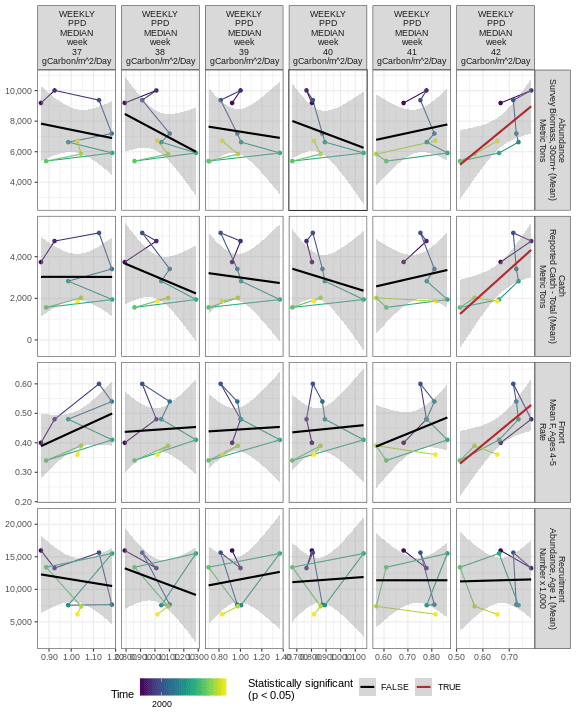 WEEKLY
PPD
MEDIAN
week
37
gCarbon/m^2/Day
WEEKLY
PPD
MEDIAN
week
38
gCarbon/m^2/Day
WEEKLY
PPD
MEDIAN
week
39
gCarbon/m^2/Day
WEEKLY
PPD
MEDIAN
week
40
gCarbon/m^2/Day
WEEKLY
PPD
MEDIAN
week
41
gCarbon/m^2/Day
WEEKLY
PPD
MEDIAN
week
42
gCarbon/m^2/Day
10,000
8,000
6,000
4,000
Abundance
Survey Biomass, 30cm+ (Mean)
Metric Tons
4,000
2,000
0
Catch
Reported Catch - Total (Mean)
Metric Tons
0.60
0.50
0.40
0.30
0.20
Fmort
Mean F, Ages 4-5
Rate
20,000
15,000
10,000
5,000
Recruitment
Abundance, Age 1 (Mean)
Number x 1,000
0.90 1.00 1.10
0.90 1.00
0.60 0.70 0.80
0.50 0.60 0.70
Time
2000
Statistically significant
(p < 0.05)
FALSE
TRUE